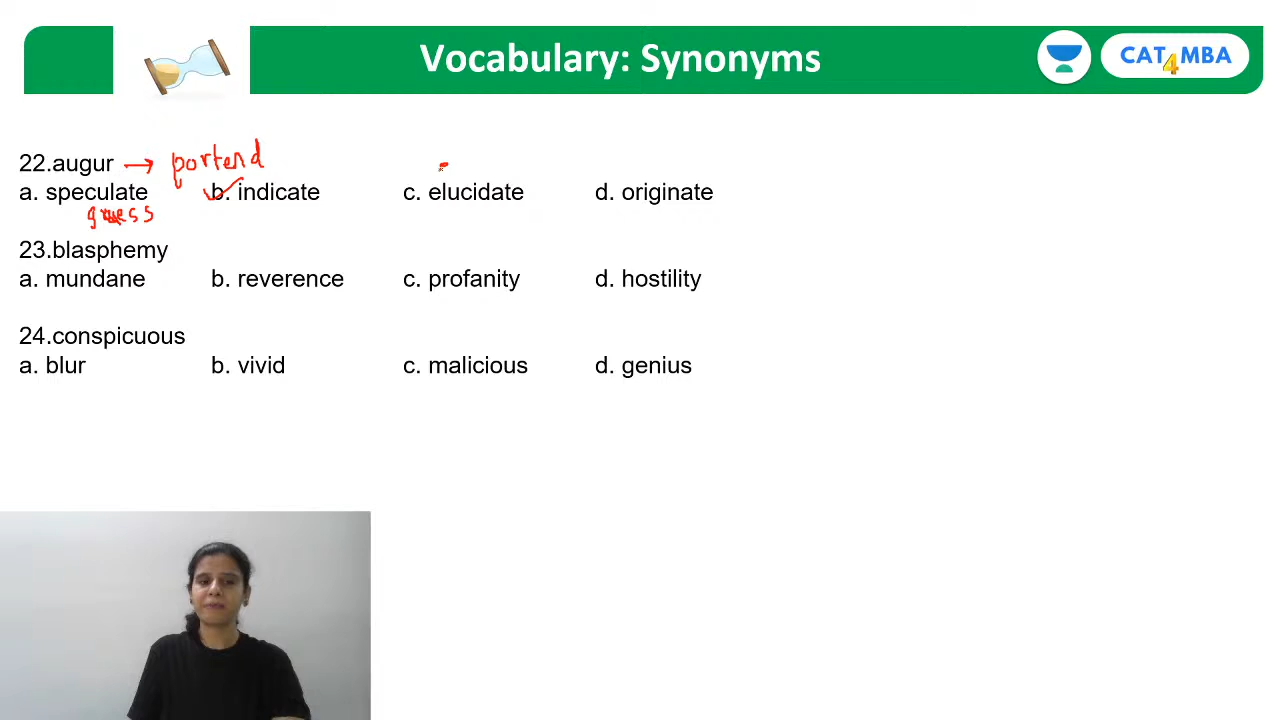 Vocabulary: Synonyms
CAT4MBA
22.augur → portend
a. speculate b. indicate c. elucidate d. originate
guess
23.blasphemy
a. mundane b. reverence c. profanity d. hostility
24.conspicuous
a. blur b. vivid c. malicious d. genius